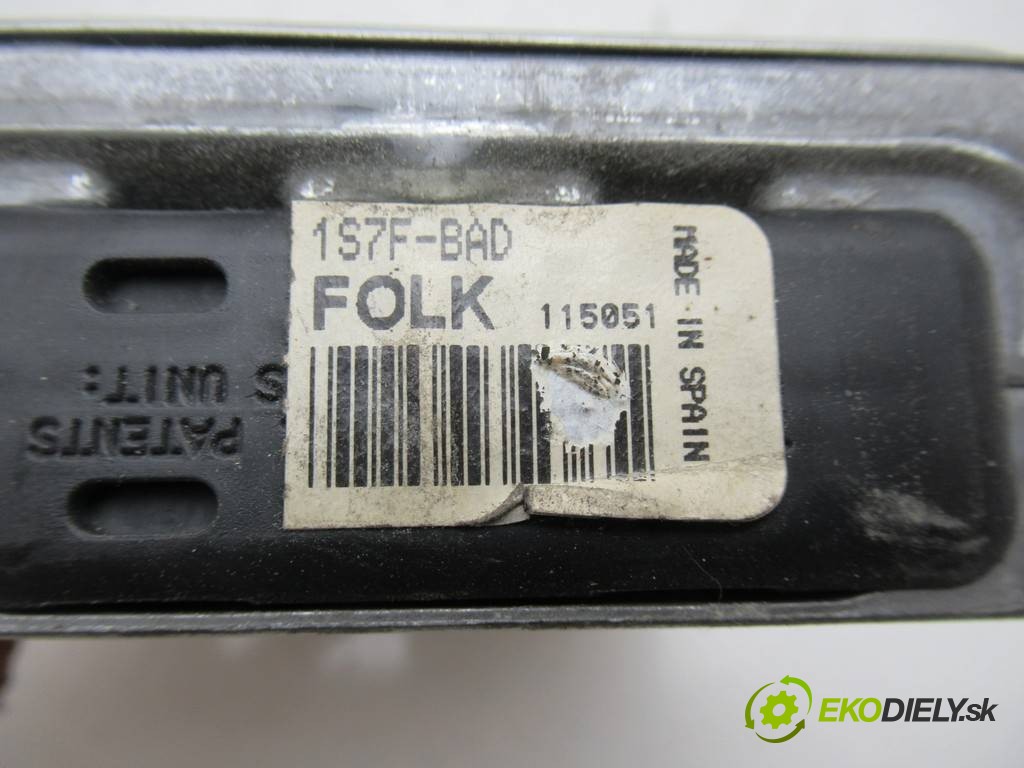 1S7F-BAD
FOLK 115051
MADE IN SPAIN
PATENTS
S UNIT:
EKODIELY.sk